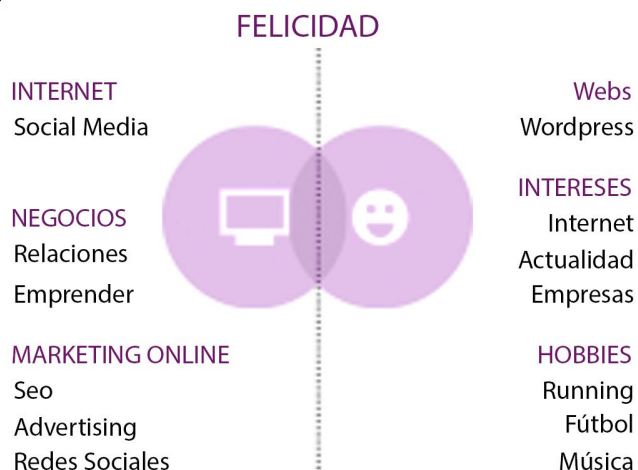 FELICIDAD
INTERNET
Social Media
NEGOCIOS
Relaciones
Emprender
MARKETING ONLINE
Seo
Advertising
Redes Sociales
Webs
Wordpress
INTERESES
Internet
Actualidad
Empresas
HOBBIES
Running
Fútbol
Música